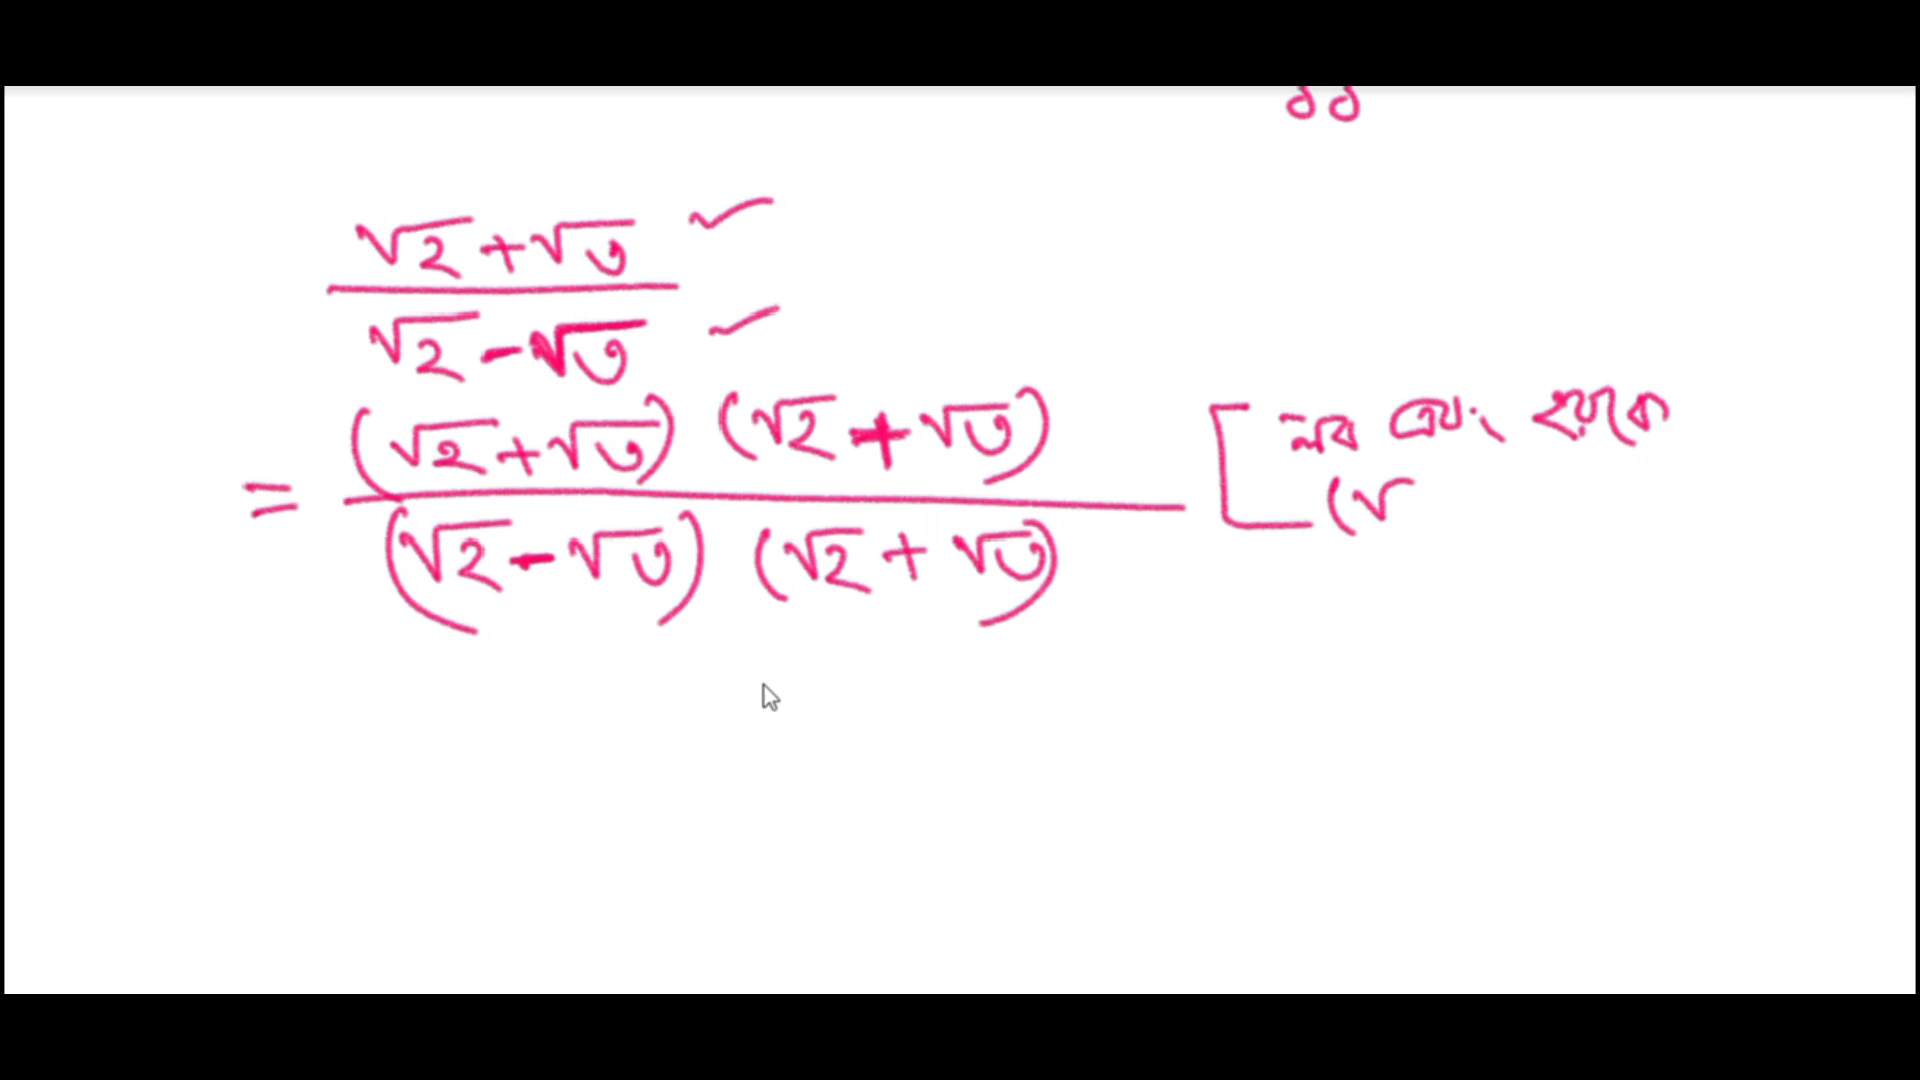 ১১
√২ + √৩
√২ - √৩
= (√২ + √৩) (√২ + √৩) [লব এবং হরকে
(√২ - √৩) (√২ + √৩) (√